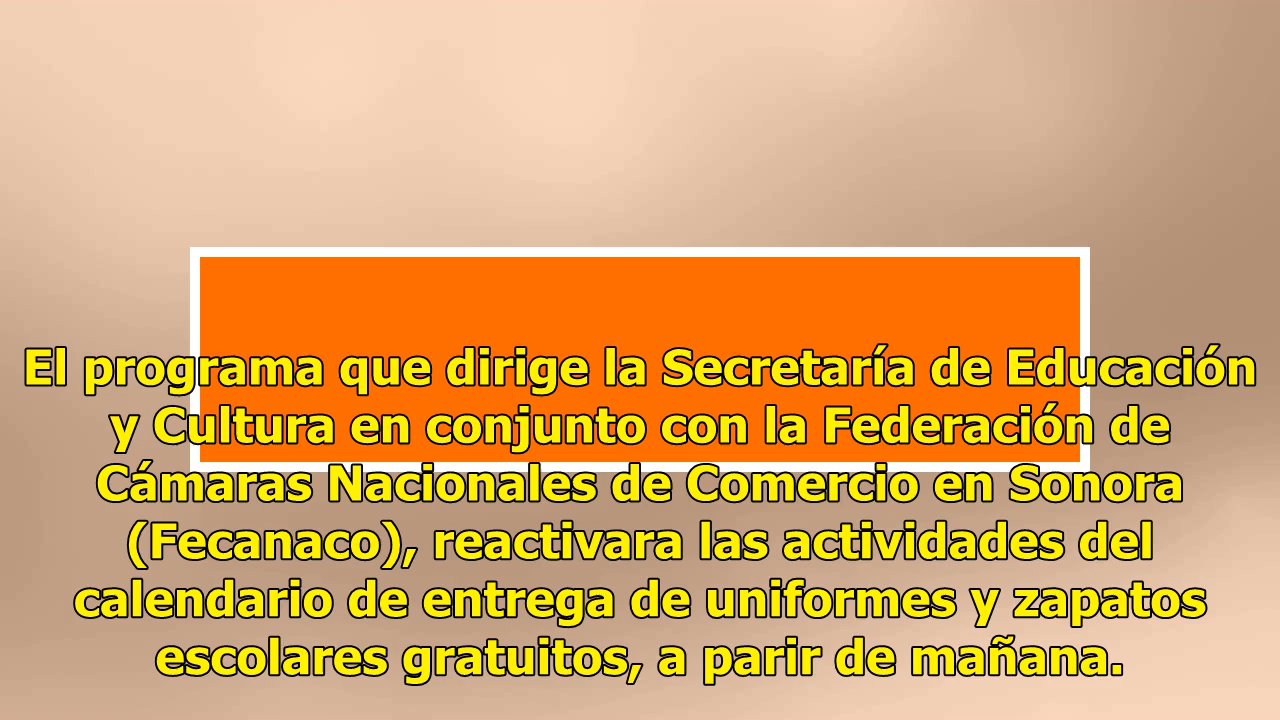 El programa que dirige la Secretaría de Educación
y Cultura en conjunto con la Federación de
Cámaras Nacionales de Comercio en Sonora
(Fecanaco), reactivara las actividades del
calendario de entrega de uniformes y zapatos
escolares gratuitos, a parir de mañana.